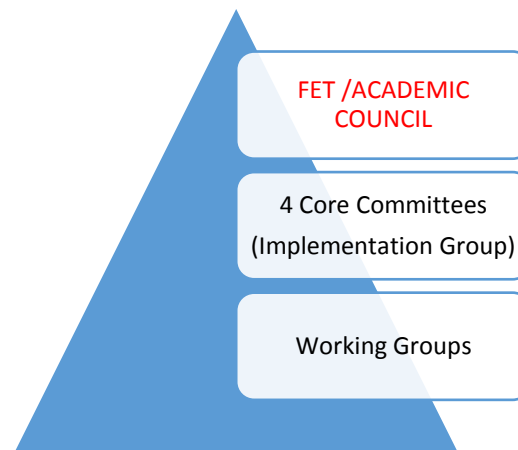 FET /ACADEMIC
COUNCIL
4 Core Committees
(Implementation Group)
Working Groups